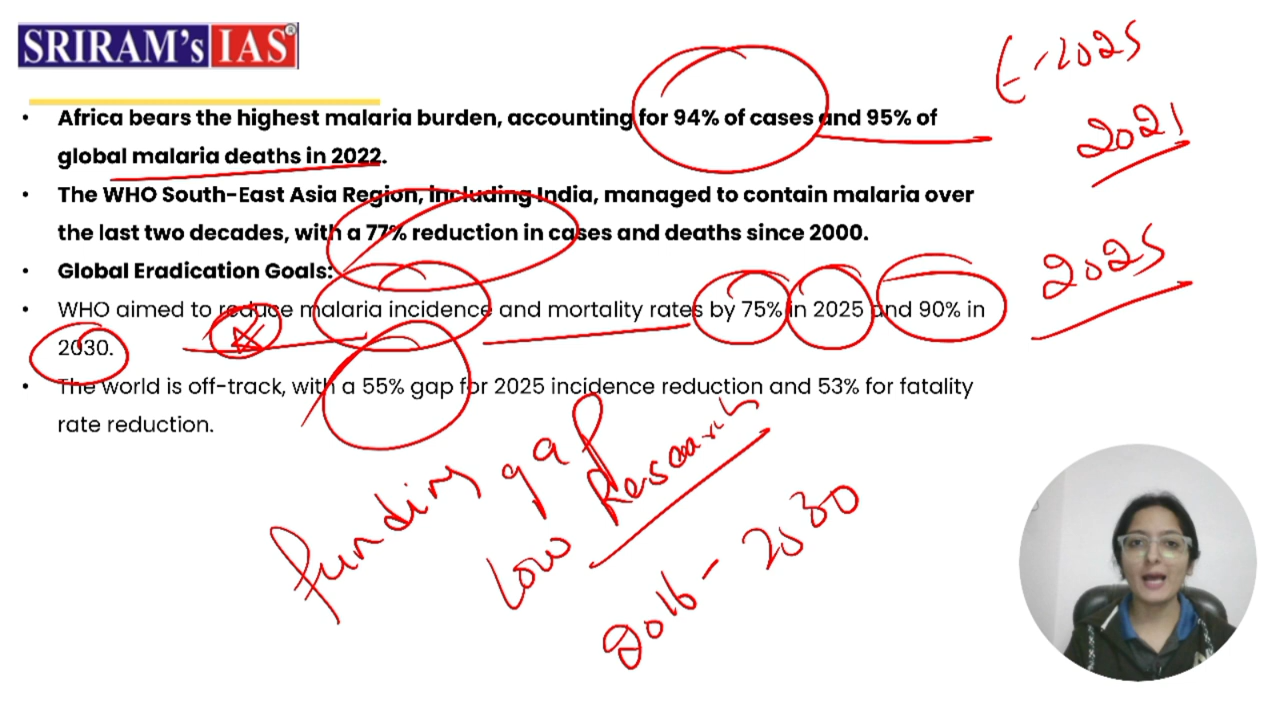 SRIRAM's IAS®
E-2025
2021
• Africa bears the highest malaria burden, accounting for 94% of cases and 95% of
global malaria deaths in 2022.
• The WHO South-East Asia Region, including India, managed to contain malaria over
the last two decades, with a 77% reduction in cases and deaths since 2000.
2025
• Global Eradication Goals:
• WHO aimed to reduce malaria incidence and mortality rates by 75% in 2025 and 90% in
2030.
• The world is off-track, with a 55% gap for 2025 incidence reduction and 53% for fatality
rate reduction.
funding gap
Low Research
2016 - 2030